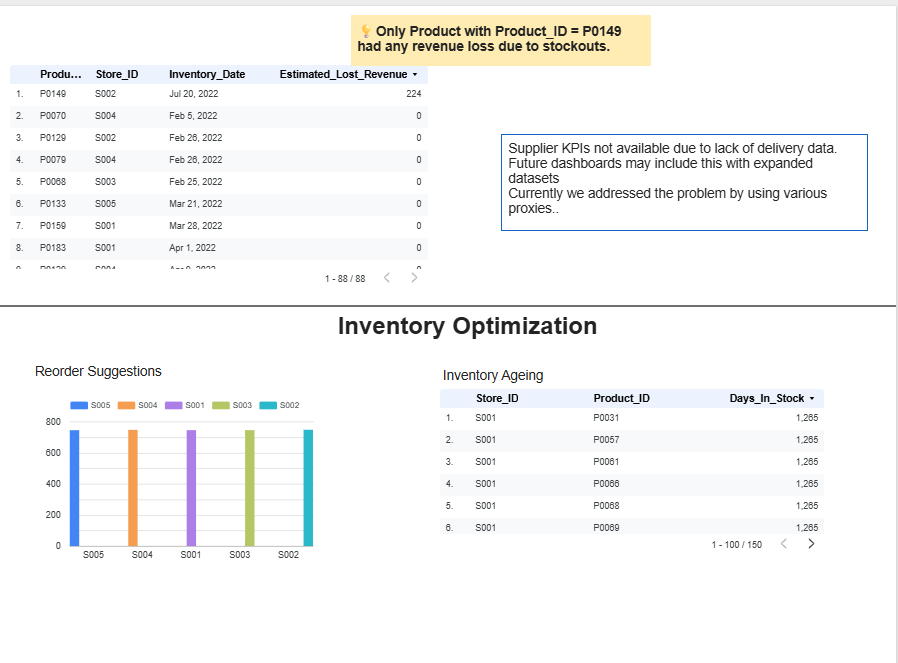 💡 Only Product with Product_ID = P0149
had any revenue loss due to stockouts.
Produ... Store_ID Inventory_Date Estimated_Lost_Revenue
1. P0149 S002 Jul 20, 2022 224
2. P0070 S004 Feb 5, 2022 0
3. P0129 S002 Feb 26, 2022 0
4. P0079 S004 Feb 26, 2022 0
5. P0068 S003 Feb 25, 2022 0
6. P0133 S005 Mar 21, 2022 0
7. P0159 S001 Mar 28, 2022 0
8. P0183 S001 Apr 1, 2022 0
1 - 88 / 88
Supplier KPIs not available due to lack of delivery data.
Future dashboards may include this with expanded
datasets
Currently we addressed the problem by using various
proxies..
Inventory Optimization
Reorder Suggestions
S005 S004 S001 S003 S002
800
600
400
200
0
S005 S004 S001 S003 S002
Inventory Ageing
Store_ID Product_ID Days_In_Stock
1. S001 P0031 1,265
2. S001 P0057 1,265
3. S001 P0061 1,265
4. S001 P0066 1,265
5. S001 P0068 1,265
6. S001 P0069 1,265
1 - 100 / 150